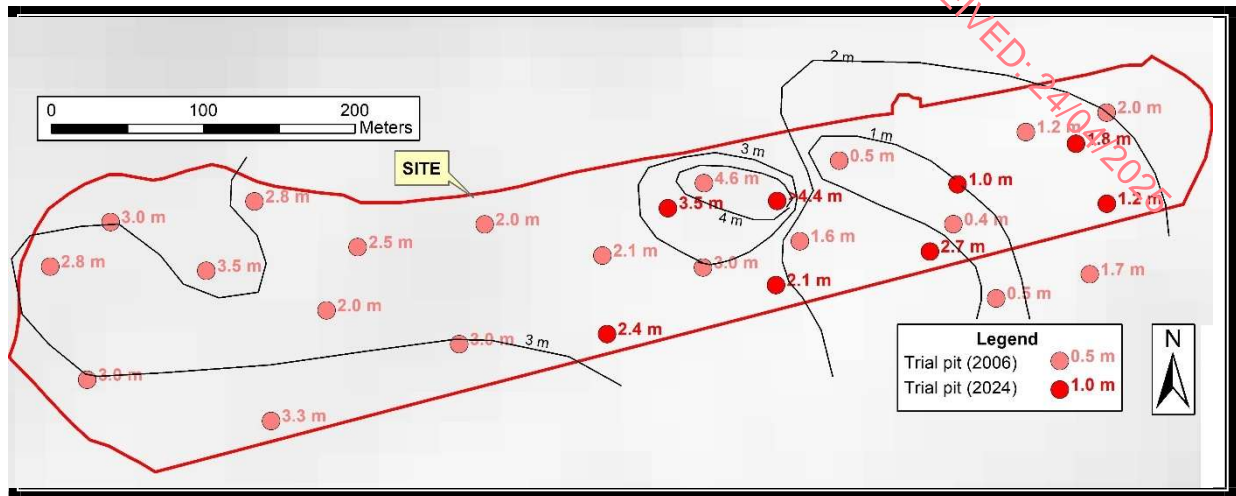 RECEIVED: 24/04/2025
2 m
0 100 200
Meters
2.0 m
1.2 m
1 m
1.8 m
3 m
0.5 m
SITE
4.6 m
1.0 m
2.8 m
3.5 m
>4.4 m
1.2 m
4 m
3.0 m
2.0 m
0.4 m
2.5 m
1.6 m
2.1 m
2.7 m
2.8 m
3.5 m
3.0 m
1.7 m
2.1 m
0.5 m
2.0 m
2.4 m
3.0 m
3 m
3.0 m
3.3 m
Legend
Trial pit (2006) 0.5 m
Trial pit (2024) 1.0 m
N